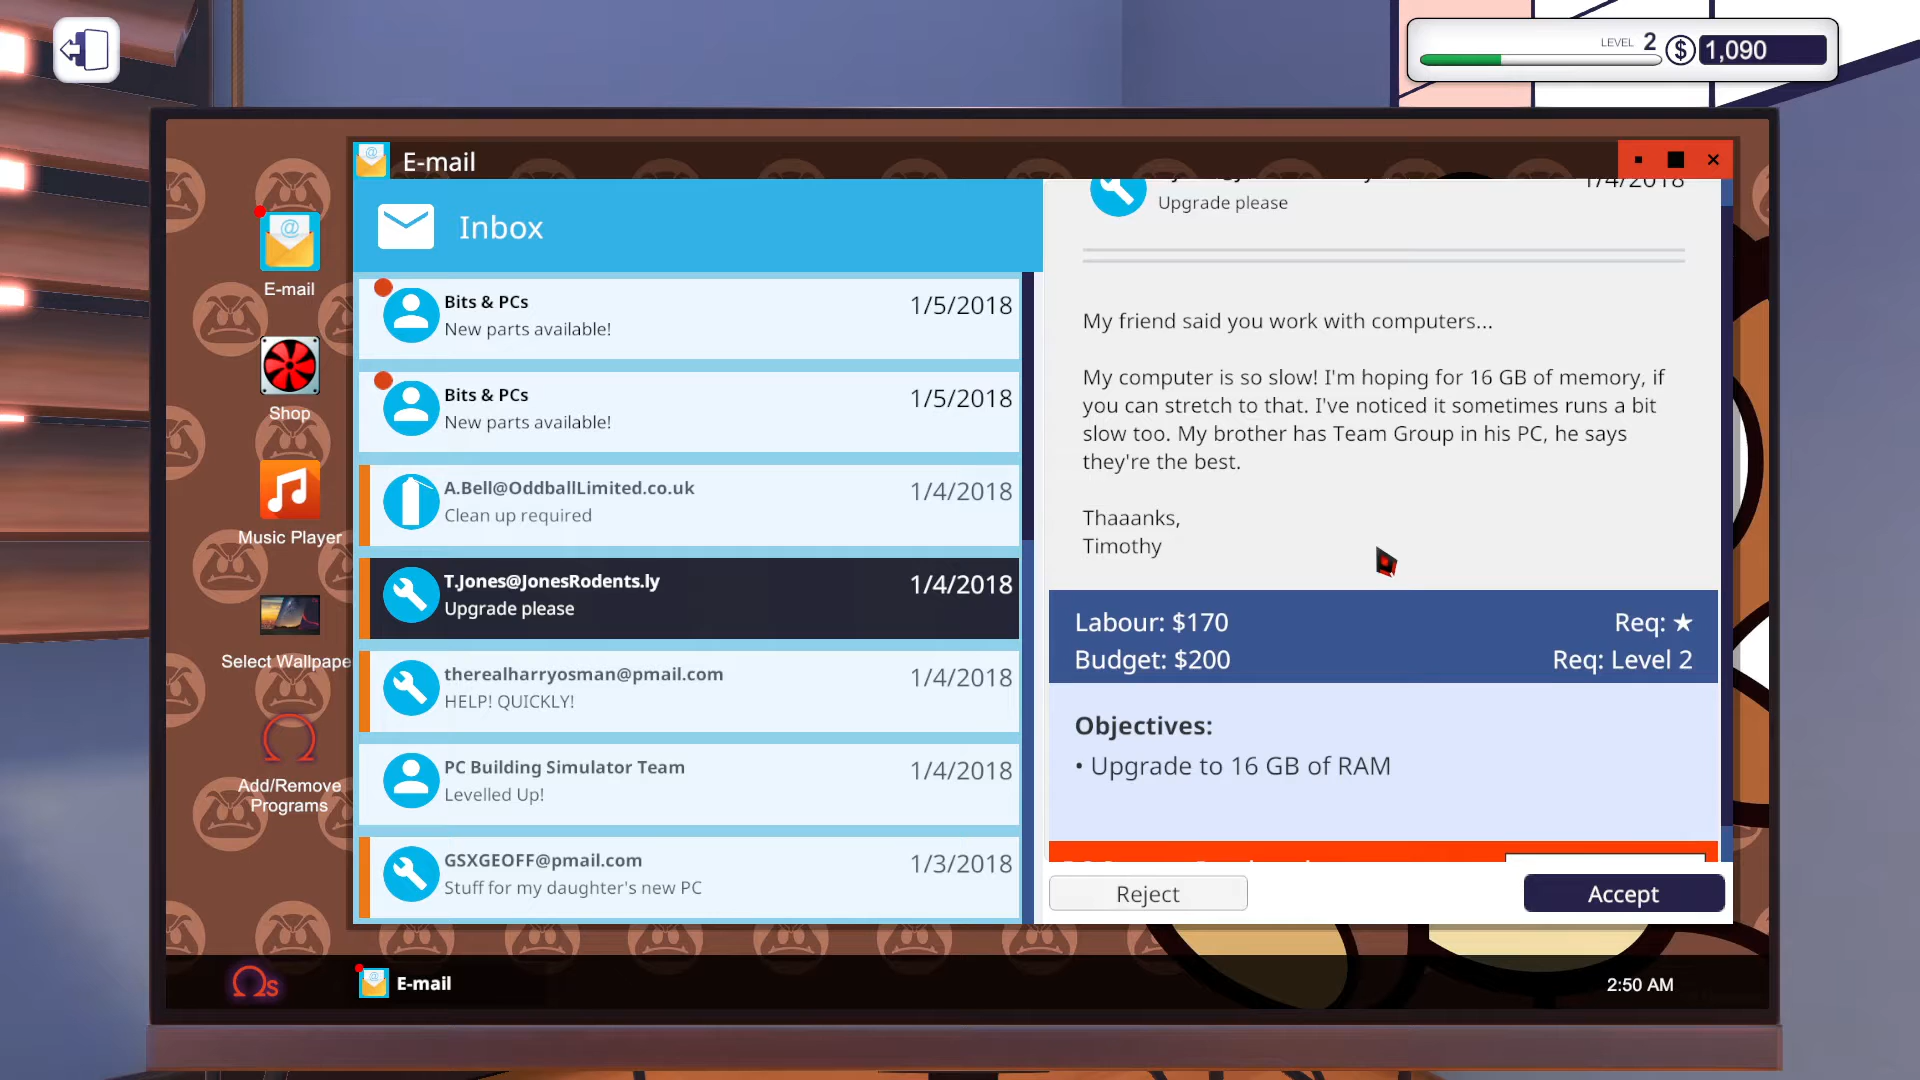 LEVEL 2
$ 1,090
E-mail
Inbox
E-mail
Shop
Music Player
Select Wallpape
Add/Remove
Programs
Bits & PCs
1/5/2018
New parts available!
Bits & PCs
1/5/2018
New parts available!
A.Bell@OddballLimited.co.uk
1/4/2018
Clean up required
T.Jones@JonesRodents.ly
1/4/2018
Upgrade please
therealharryosman@pmail.com
1/4/2018
HELP! QUICKLY!
PC Building Simulator Team
1/4/2018
Levelled Up!
GSXGEOFF@pmail.com
1/3/2018
Stuff for my daughter's new PC
1/4/2018
Upgrade please
My friend said you work with computers...
My computer is so slow! I'm hoping for 16 GB of memory, if
you can stretch to that. I've noticed it sometimes runs a bit
slow too. My brother has Team Group in his PC, he says
they're the best.
Thaaanks,
Timothy
Labour: $170
Req: ★
Budget: $200
Req: Level 2
Objectives:
• Upgrade to 16 GB of RAM
Reject
Accept
Ωs
E-mail
2:50 AM